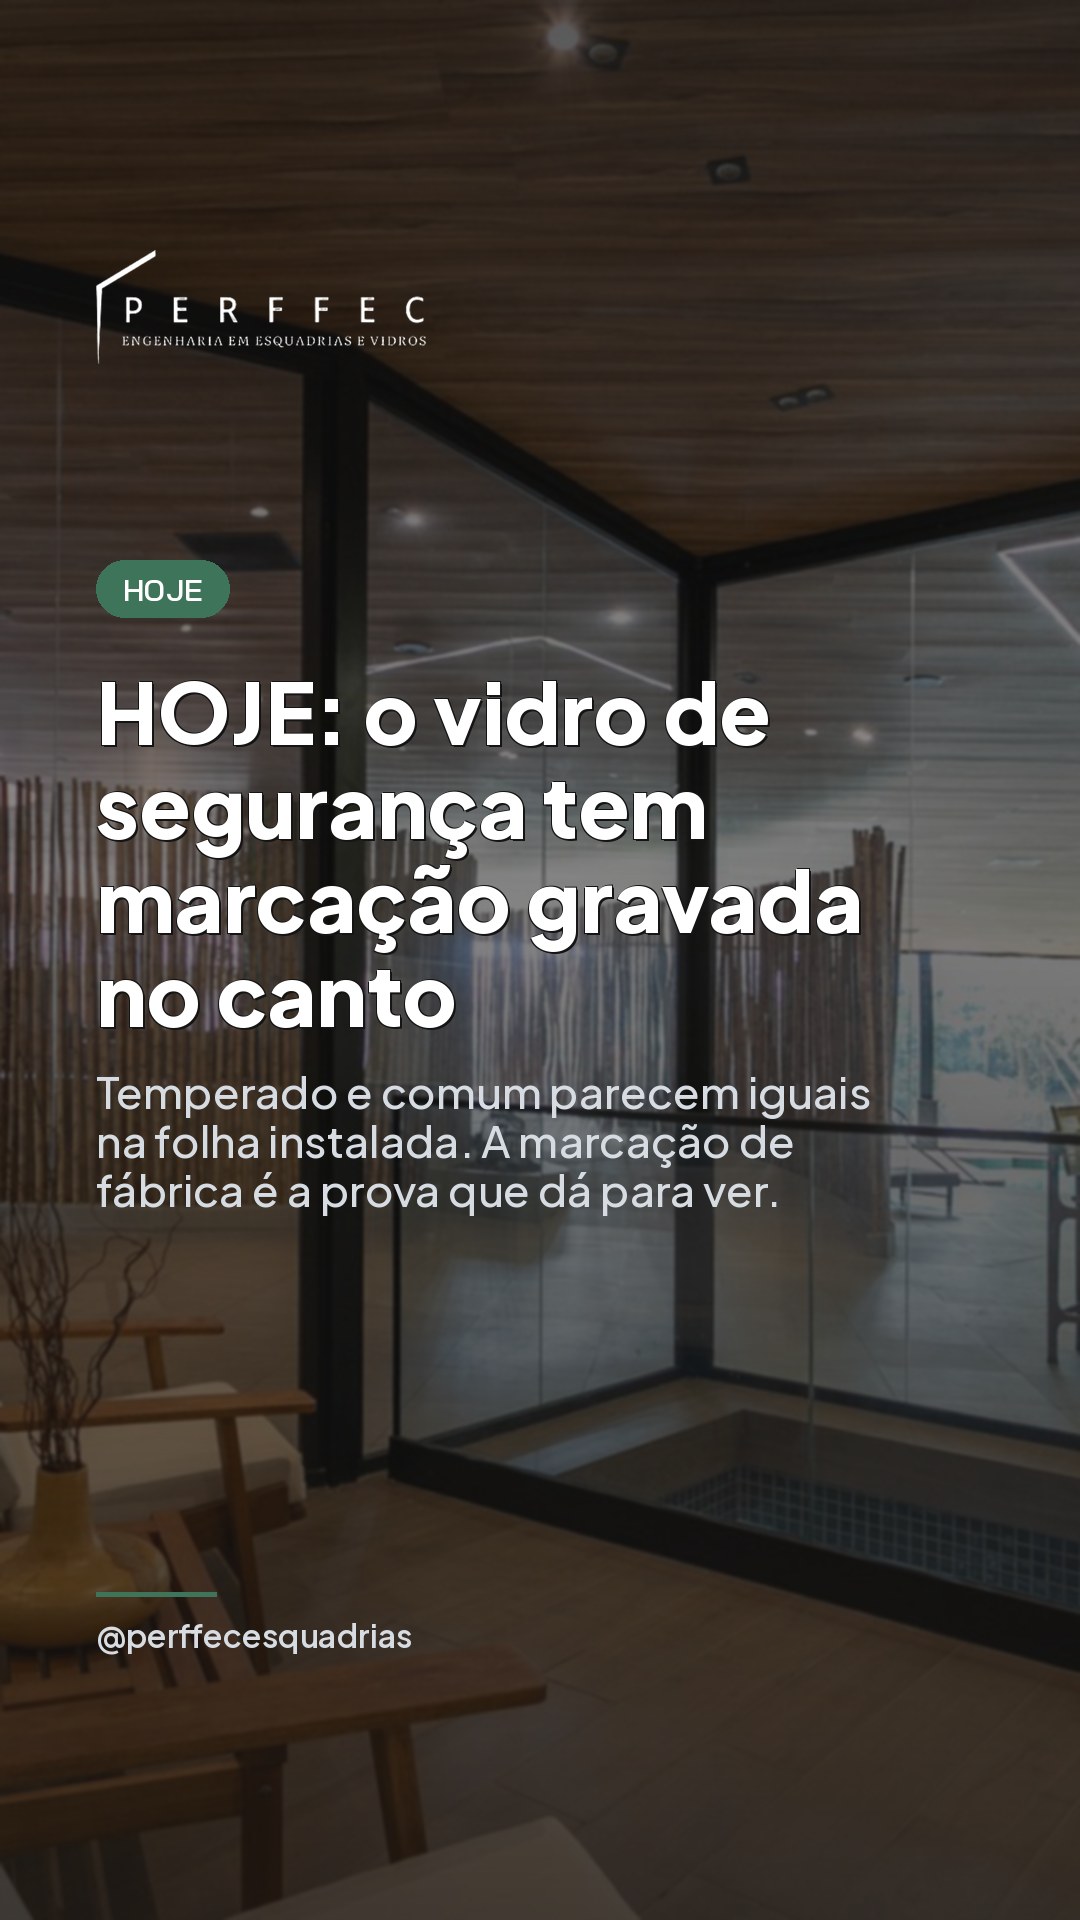 PERFFEC
ENGENHARIA EM ESQUADRIAS E VIDROS
HOJE
HOJE: o vidro de
segurança tem
marcação gravada
no canto
Temperado e comum parecem iguais
na folha instalada. A marcação de
fábrica é a prova que dá para ver.
@perffecesquadrias